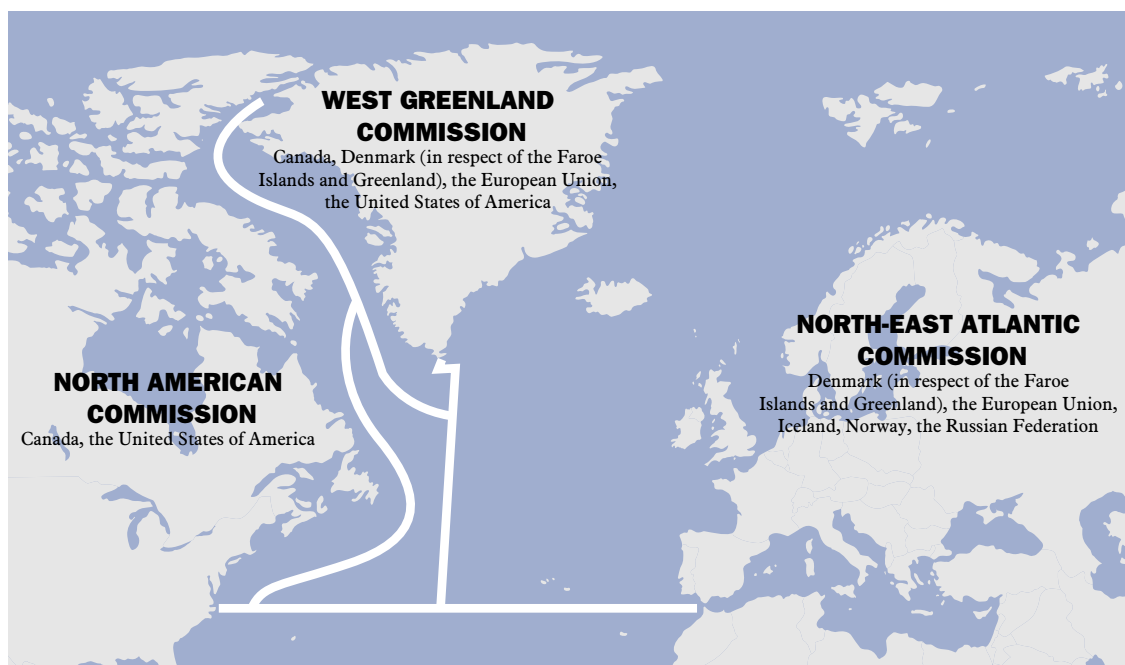 WEST GREENLAND
COMMISSION
Canada, Denmark (in respect of the Faroe
Islands and Greenland), the European Union,
the United States of America
NORTH-EAST ATLANTIC
COMMISSION
Denmark (in respect of the Faroe
Islands and Greenland), the European Union,
Iceland, Norway, the Russian Federation
NORTH AMERICAN
COMMISSION
Canada, the United States of America